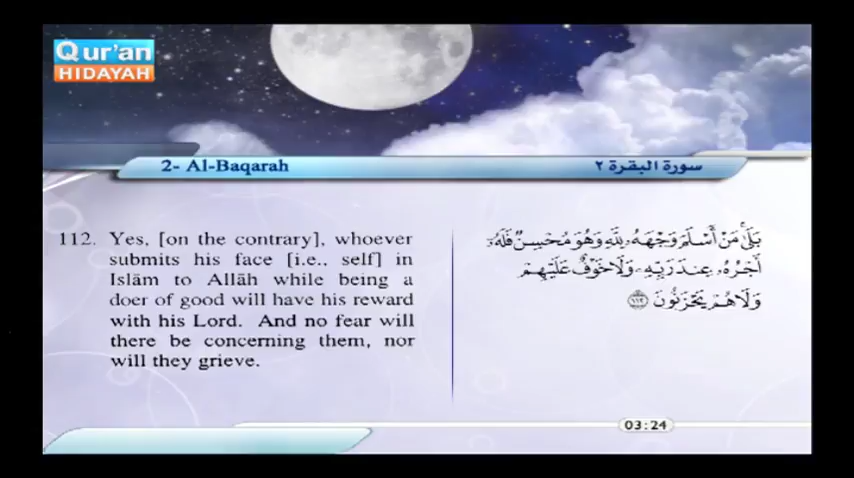 Qur'an
HIDAYAH
2- Al-Baqarah
سورة البقرة ٢
112. Yes, [on the contrary], whoever
submits his face [i.e.. self] in
Islām to Allāh while being a
doer of good will have his reward
with his Lord. And no fear will
there be concerning them, nor
will they grieve.
بَلَىٰ مَنْ أَسْلَمَ وَجْهَهُۥ لِلَّهِ وَهُوَ مُحْسِنٌ فَلَهُۥٓ
أَجْرُهُۥ عِندَ رَبِّهِۦ وَلَا خَوْفٌ عَلَيْهِمْ
وَلَا هُمْ يَحْزَنُونَ ١١٢
03:24